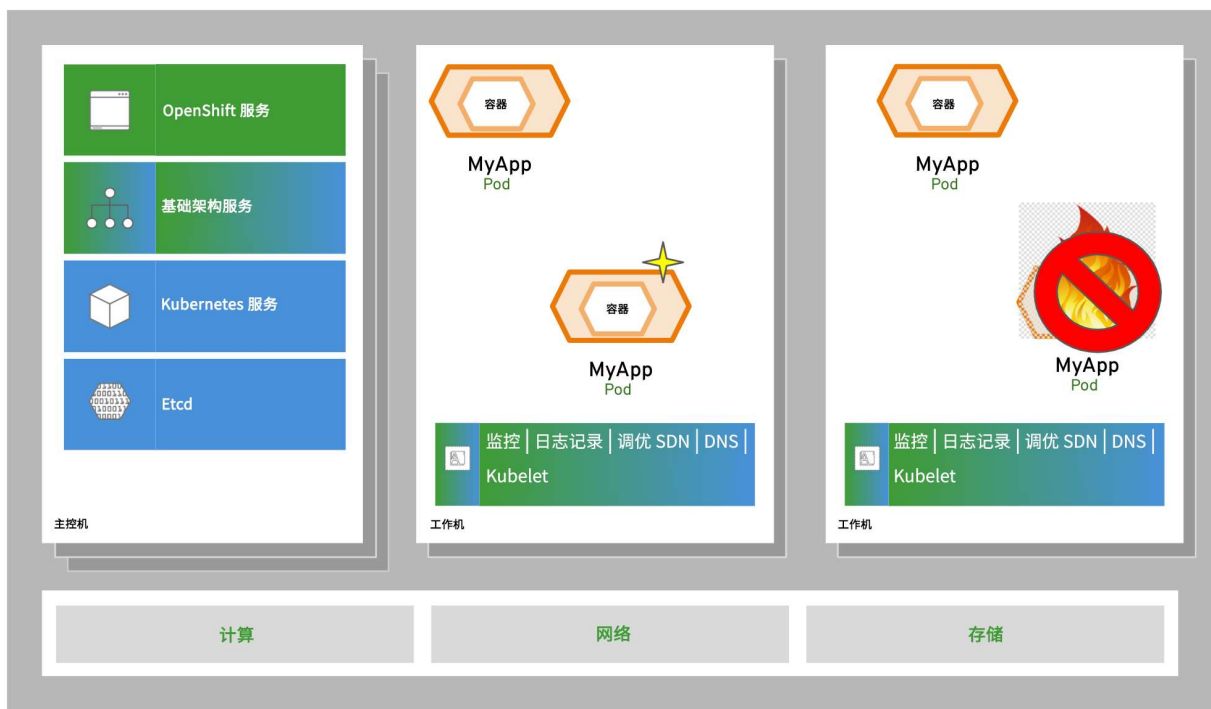 OpenShift 服务
基础架构服务
Kubernetes 服务
Etcd
主控机
容器
MyApp
Pod
容器
MyApp
Pod
监控 | 日志记录 | 调优 SDN | DNS |
Kubelet
工作机
容器
MyApp
Pod
MyApp
Pod
监控 | 日志记录 | 调优 SDN | DNS |
Kubelet
工作机
计算
网络
存储